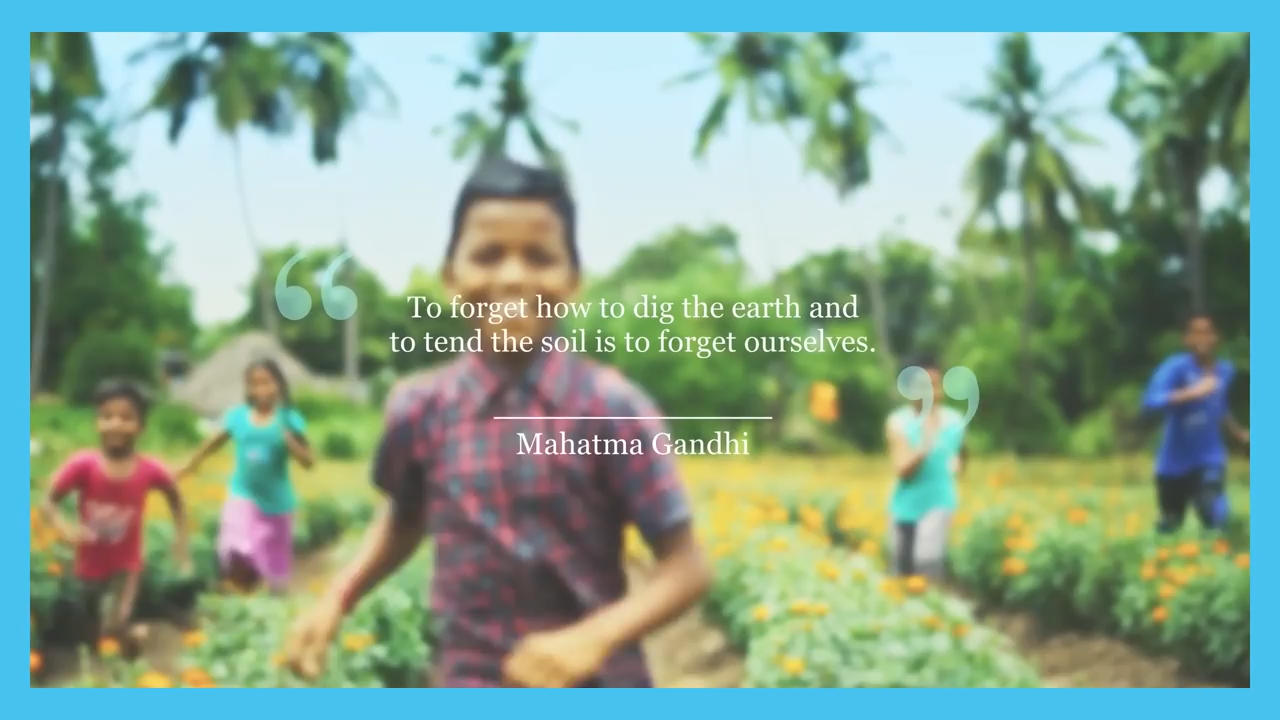 “
To forget how to dig the earth and
to tend the soil is to forget ourselves.
”
Mahatma Gandhi